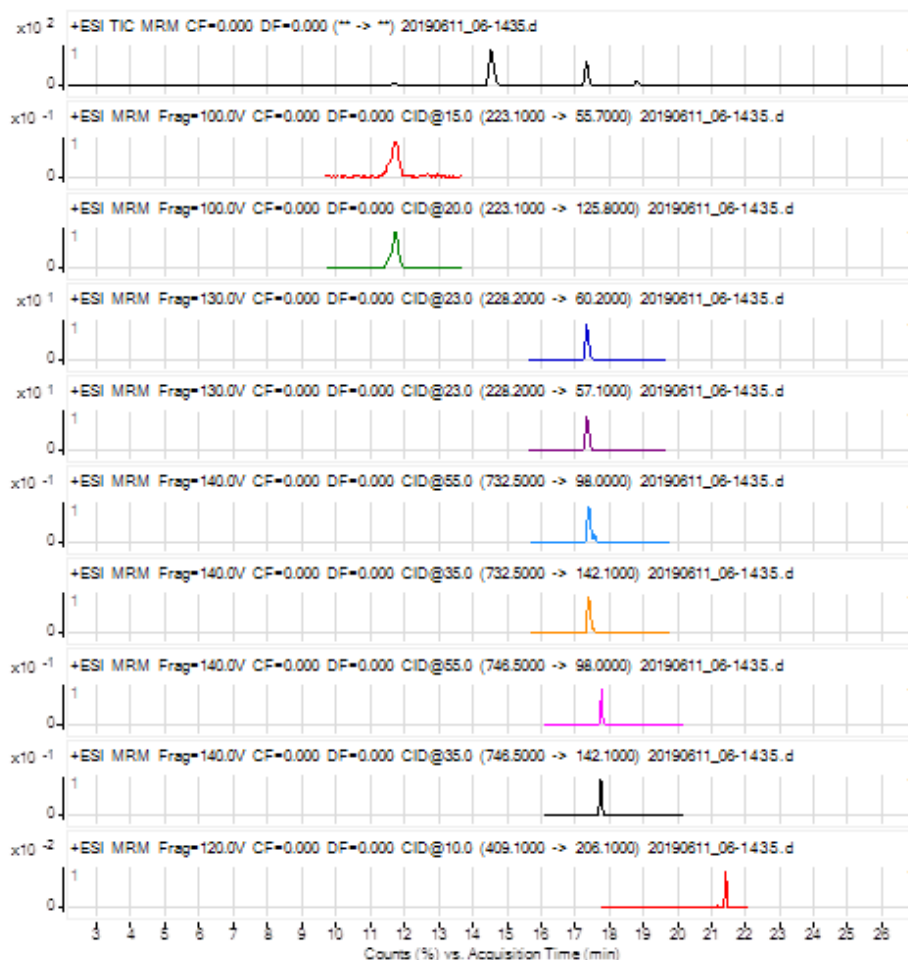 x10 2 +ESI TIC MRM CF=0.000 DF=0.000 (** -> **) 20190611_06-1435.d
1
0
x10 -1 +ESI MRM Frag=100.0V CF=0.000 DF=0.000 CID@15.0 (223.1000 -> 55.7000) 20190611_06-1435.d
1
0
+ESI MRM Frag=100.0V CF=0.000 DF=0.000 CID@20.0 (223.1000 -> 125.8000) 20190611_06-1435.d
1
0
x10 1 +ESI MRM Frag=130.0V CF=0.000 DF=0.000 CID@23.0 (228.2000 -> 60.2000) 20190611_06-1435.d
1
0
x10 1 +ESI MRM Frag=130.0V CF=0.000 DF=0.000 CID@23.0 (228.2000 -> 57.1000) 20190611_06-1435.d
1
0
x10 -1 +ESI MRM Frag=140.0V CF=0.000 DF=0.000 CID@55.0 (732.5000 -> 98.0000) 20190611_06-1435.d
1
0
+ESI MRM Frag=140.0V CF=0.000 DF=0.000 CID@35.0 (732.5000 -> 142.1000) 20190611_06-1435.d
1
0
x10 -1 +ESI MRM Frag=140.0V CF=0.000 DF=0.000 CID@55.0 (746.5000 -> 98.0000) 20190611_06-1435.d
1
0
x10 -1 +ESI MRM Frag=140.0V CF=0.000 DF=0.000 CID@35.0 (746.5000 -> 142.1000) 20190611_06-1435.d
1
0
x10 -2 +ESI MRM Frag=120.0V CF=0.000 DF=0.000 CID@10.0 (409.1000 -> 206.1000) 20190611_06-1435.d
1
0
3 4 5 6 7 8 9 10 11 12 13 14 15 16 17 18 19 20 21 22 23 24 25 26
Counts (%) vs. Acquisition Time (min)